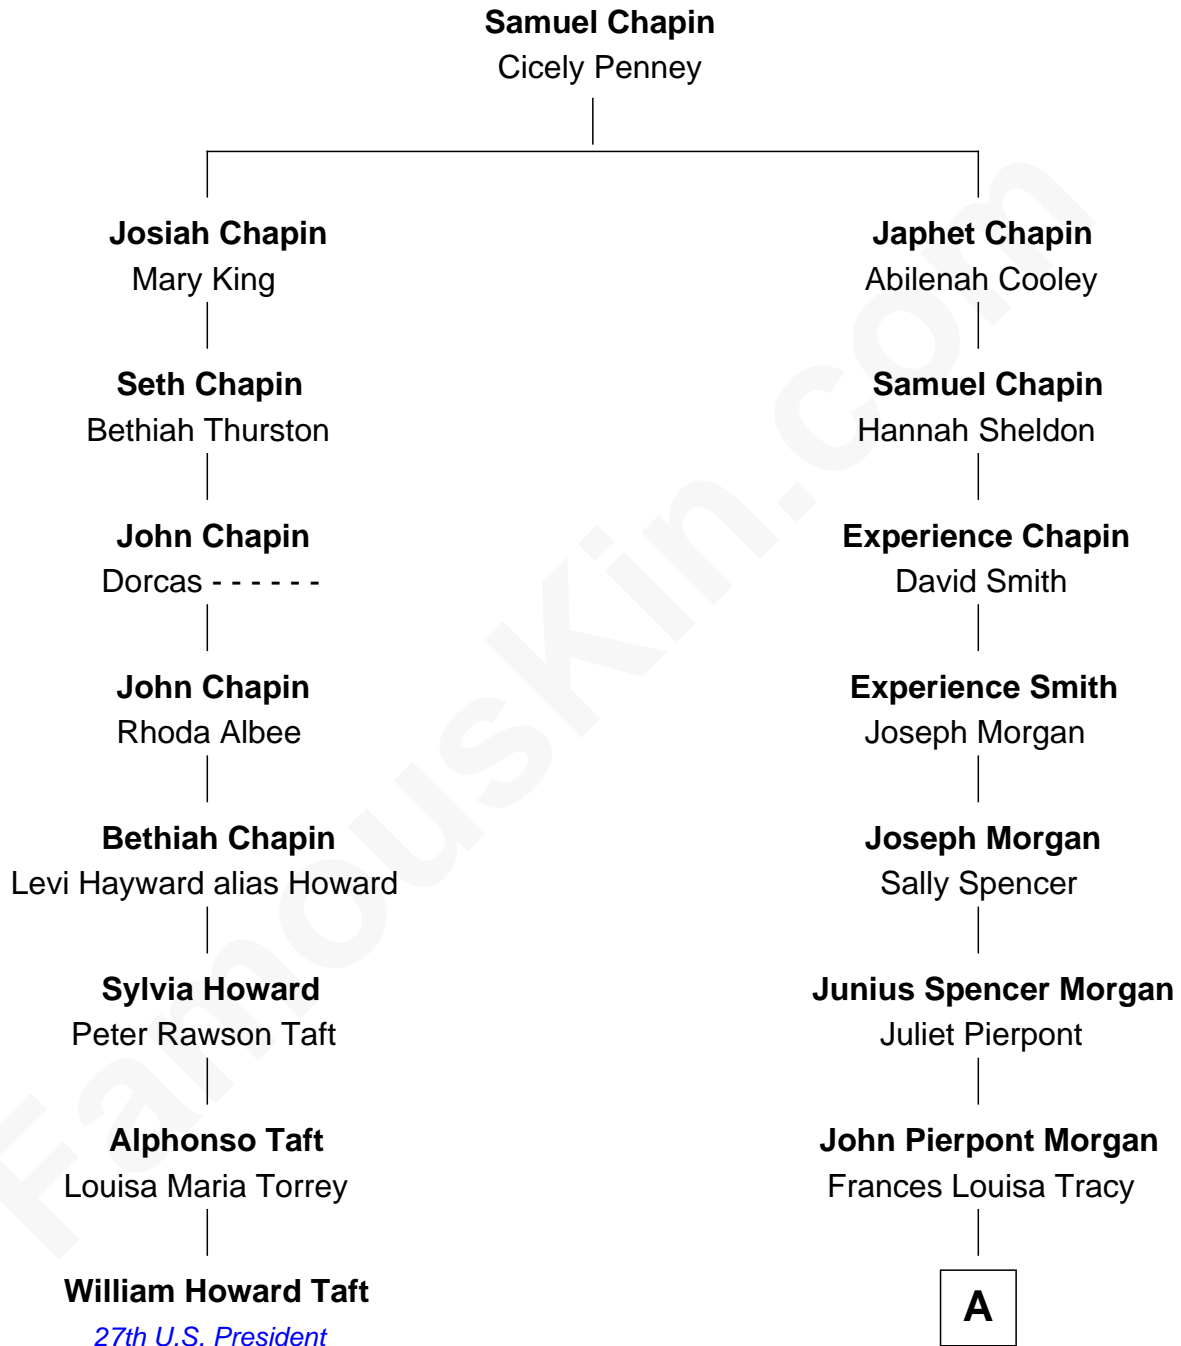 Samuel Chapin
Cicely Penney
Josiah Chapin
Mary King
Japhet Chapin
Abilenah Cooley
Seth Chapin
Bethiah Thurston
Samuel Chapin
Hannah Sheldon
John Chapin
Dorcas - - - - - -
Experience Chapin
David Smith
John Chapin
Rhoda Albee
Experience Smith
Joseph Morgan
Bethiah Chapin
Levi Hayward alias Howard
Joseph Morgan
Sally Spencer
Sylvia Howard
Peter Rawson Taft
Junius Spencer Morgan
Juliet Pierpont
Alphonso Taft
Louisa Maria Torrey
John Pierpont Morgan
Frances Louisa Tracy
William Howard Taft
27th U.S. President
A
FamousKin.com